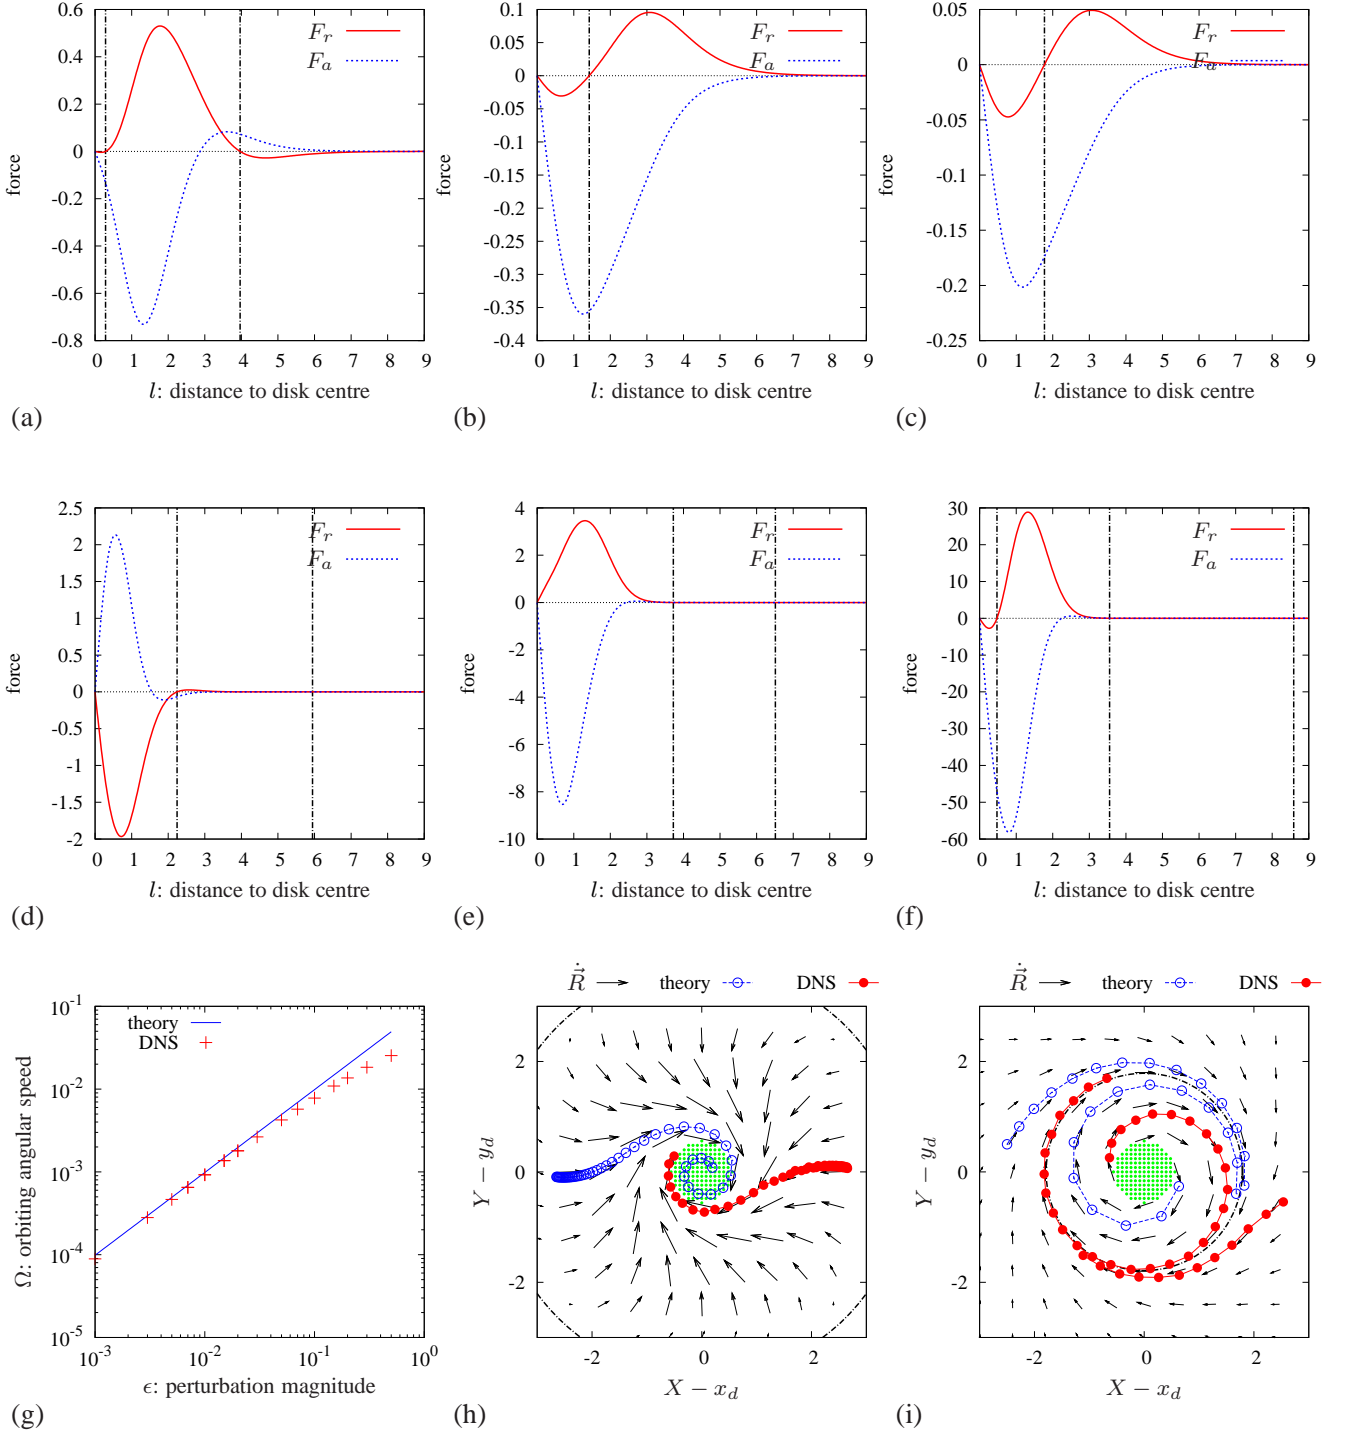 0.6
0.4
0.2
0
-0.2
-0.4
-0.6
-0.8
0 1 2 3 4 5 6 7 8 9
force
l: distance to disk centre
F_r
F_a
(a)
0.1
0.05
0
-0.05
-0.1
-0.15
-0.2
-0.25
-0.3
-0.35
-0.4
0 1 2 3 4 5 6 7 8 9
force
l: distance to disk centre
F_r
F_a
(b)
0.05
0
-0.05
-0.1
-0.15
-0.2
-0.25
0 1 2 3 4 5 6 7 8 9
force
l: distance to disk centre
F_r
F_a
(c)
2.5
2
1.5
1
0.5
0
-0.5
-1
-1.5
-2
0 1 2 3 4 5 6 7 8 9
force
l: distance to disk centre
F_r
F_a
(d)
4
2
0
-2
-4
-6
-8
-10
0 1 2 3 4 5 6 7 8 9
force
l: distance to disk centre
F_r
F_a
(e)
30
20
10
0
-10
-20
-30
-40
-50
-60
0 1 2 3 4 5 6 7 8 9
force
l: distance to disk centre
F_r
F_a
(f)
10^-1
10^-2
10^-3
10^-4
10^-5
10^-3 10^-2 10^-1 10^0
Ω: orbiting angular speed
ϵ: perturbation magnitude
theory
DNS
(g)
\dot{\vec{R}} theory DNS
2
0
-2
-2 0 2
Y − y_d
X − x_d
(h)
\dot{\vec{R}} theory DNS
2
0
-2
-2 0 2
Y − y_d
X − x_d
(i)